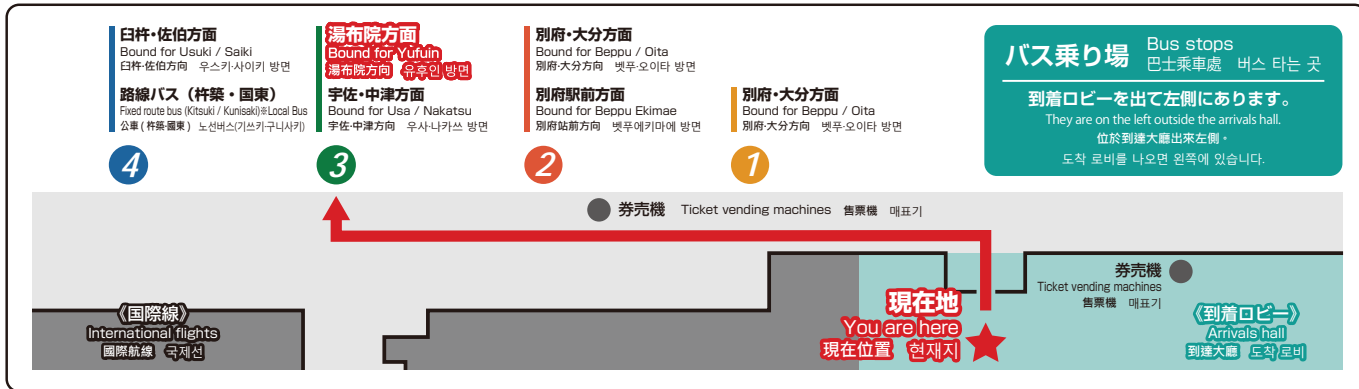 臼杵・佐伯方面
Bound for Usuki / Saiki
臼杵·佐伯方向 우스키·사이키 방면
路線バス（杵築・国東）
Fixed route bus (Kitsuki / Kunisaki)※Local Bus
公車 ( 杵築·國東 ) 노선버스(기쓰키·구니사키)
4
湯布院方面
Bound for Yufuin
湯布院方向 유후인 방면
宇佐・中津方面
Bound for Usa / Nakatsu
宇佐·中津方向 우사·나카쓰 방면
3
別府・大分方面
Bound for Beppu / Oita
別府·大分方向 벳푸·오이타 방면
別府駅前方面
Bound for Beppu Ekimae
別府站前方向 벳푸에키마에 방면
2
別府・大分方面
Bound for Beppu / Oita
別府·大分方向 벳푸·오이타 방면
1
バス乗り場 Bus stops
巴士乘車處 버스 타는 곳
到着ロビーを出て左側にあります。
They are on the left outside the arrivals hall.
位於到達大廳出來左側。
도착 로비를 나오면 왼쪽에 있습니다.
券売機 Ticket vending machines 售票機 매표기
券売機
Ticket vending machines
售票機 매표기
《国際線》
International flights
國際航線 국제선
現在地
You are here
現在位置 현재지
《到着ロビー》
Arrivals hall
到達大廳 도착 로비